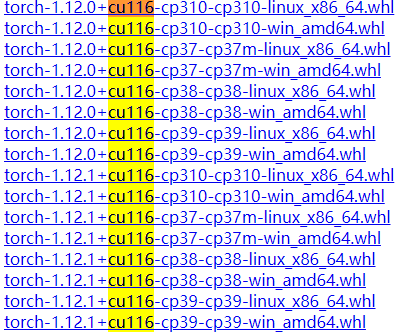 torch-1.12.0+cu116-cp310-cp310-linux_x86_64.whl
torch-1.12.0+cu116-cp310-cp310-win_amd64.whl
torch-1.12.0+cu116-cp37-cp37m-linux_x86_64.whl
torch-1.12.0+cu116-cp37-cp37m-win_amd64.whl
torch-1.12.0+cu116-cp38-cp38-linux_x86_64.whl
torch-1.12.0+cu116-cp38-cp38-win_amd64.whl
torch-1.12.0+cu116-cp39-cp39-linux_x86_64.whl
torch-1.12.0+cu116-cp39-cp39-win_amd64.whl
torch-1.12.1+cu116-cp310-cp310-linux_x86_64.whl
torch-1.12.1+cu116-cp310-cp310-win_amd64.whl
torch-1.12.1+cu116-cp37-cp37m-linux_x86_64.whl
torch-1.12.1+cu116-cp37-cp37m-win_amd64.whl
torch-1.12.1+cu116-cp38-cp38-linux_x86_64.whl
torch-1.12.1+cu116-cp38-cp38-win_amd64.whl
torch-1.12.1+cu116-cp39-cp39-linux_x86_64.whl
torch-1.12.1+cu116-cp39-cp39-win_amd64.whl